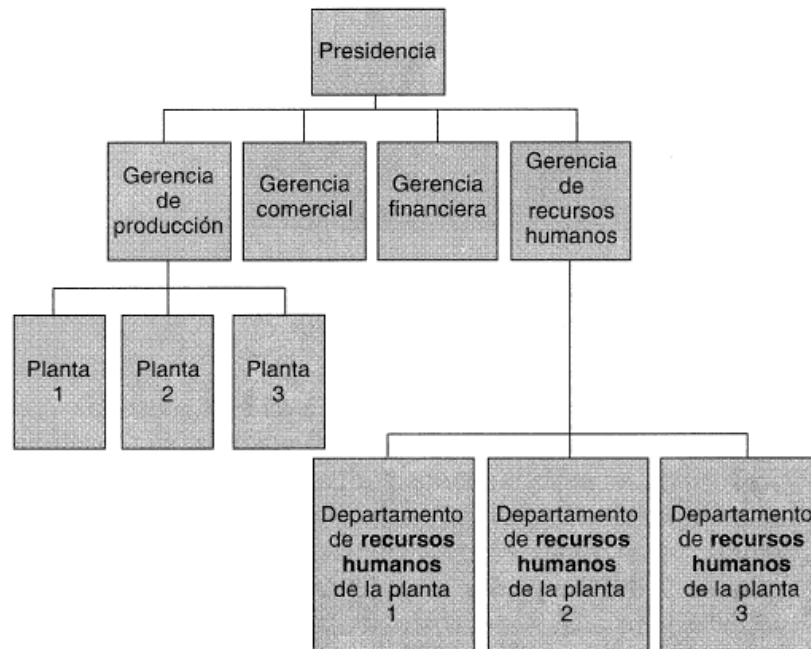 Presidencia
Gerencia
de
producción
Gerencia
comercial
Gerencia
financiera
Gerencia
de
recursos
humanos
Planta
1
Planta
2
Planta
3
Departamento
de recursos
humanos
de la planta
1
Departamento
de recursos
humanos
de la planta
2
Departamento
de recursos
humanos
de la planta
3